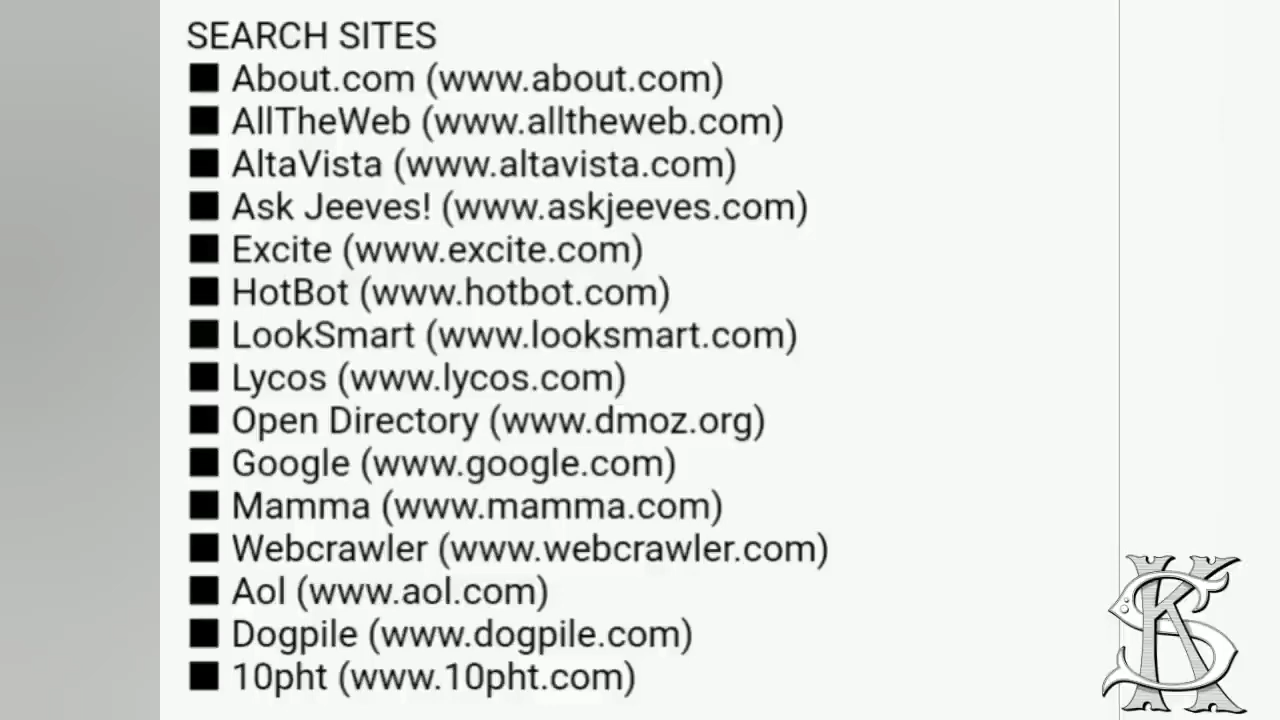 SEARCH SITES
■ About.com (www.about.com)
■ AllTheWeb (www.alltheweb.com)
■ AltaVista (www.altavista.com)
■ Ask Jeeves! (www.askjeeves.com)
■ Excite (www.excite.com)
■ HotBot (www.hotbot.com)
■ LookSmart (www.looksmart.com)
■ Lycos (www.lycos.com)
■ Open Directory (www.dmoz.org)
■ Google (www.google.com)
■ Mamma (www.mamma.com)
■ Webcrawler (www.webcrawler.com)
■ Aol (www.aol.com)
■ Dogpile (www.dogpile.com)
■ 10pht (www.10pht.com)
SK